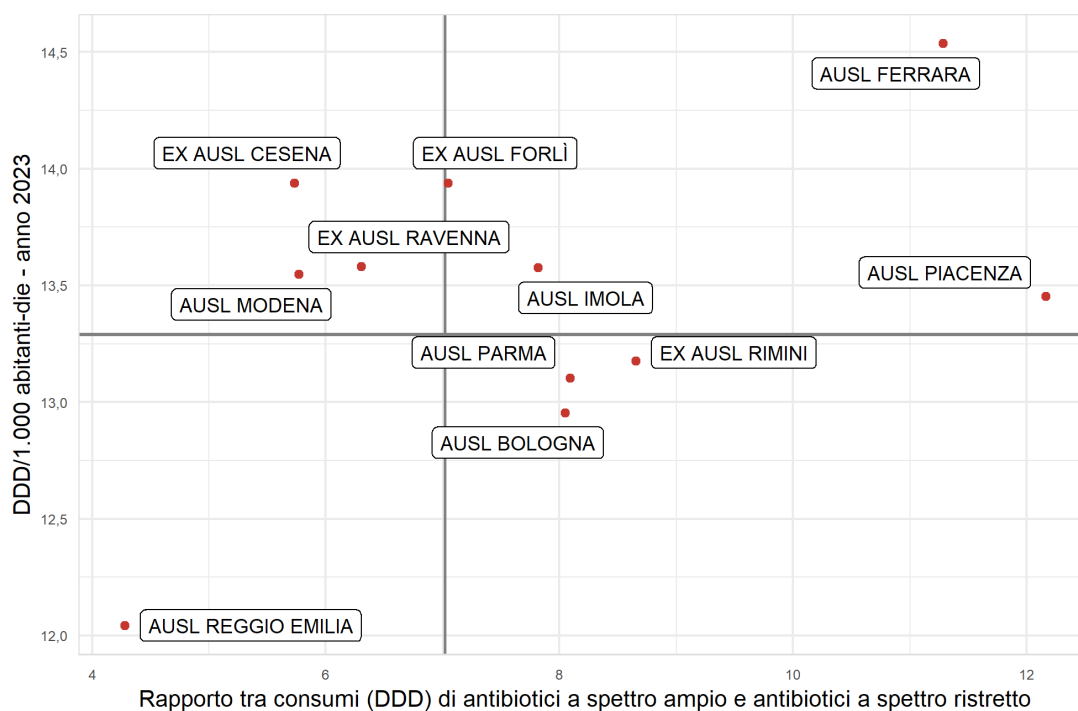 14,5
AUSL FERRARA
EX AUSL CESENA
EX AUSL FORLÌ
14,0
EX AUSL RAVENNA
AUSL PIACENZA
13,5
AUSL MODENA
AUSL IMOLA
AUSL PARMA
EX AUSL RIMINI
13,0
AUSL BOLOGNA
12,5
12,0
AUSL REGGIO EMILIA
DDD/1.000 abitanti-die - anno 2023
4 6 8 10 12
Rapporto tra consumi (DDD) di antibiotici a spettro ampio e antibiotici a spettro ristretto